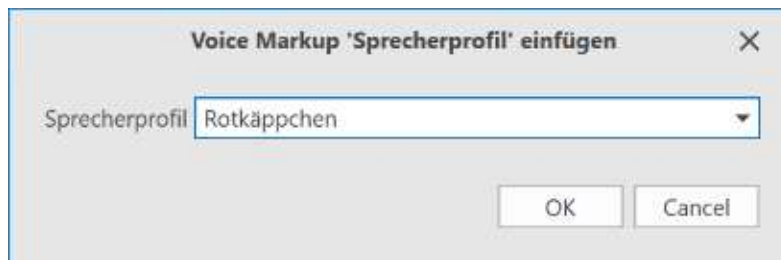 Voice Markup 'Sprecherprofil' einfügen
Sprecherprofil Rotkäppchen
OK Cancel